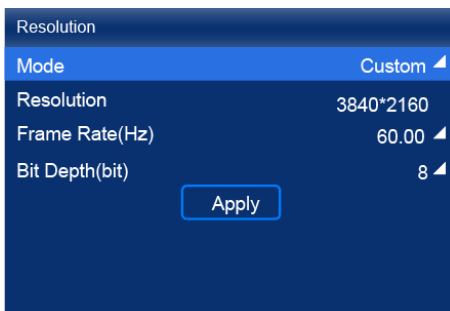 Resolution
Mode Custom
Resolution 3840*2160
Frame Rate(Hz) 60.00
Bit Depth(bit) 8
Apply